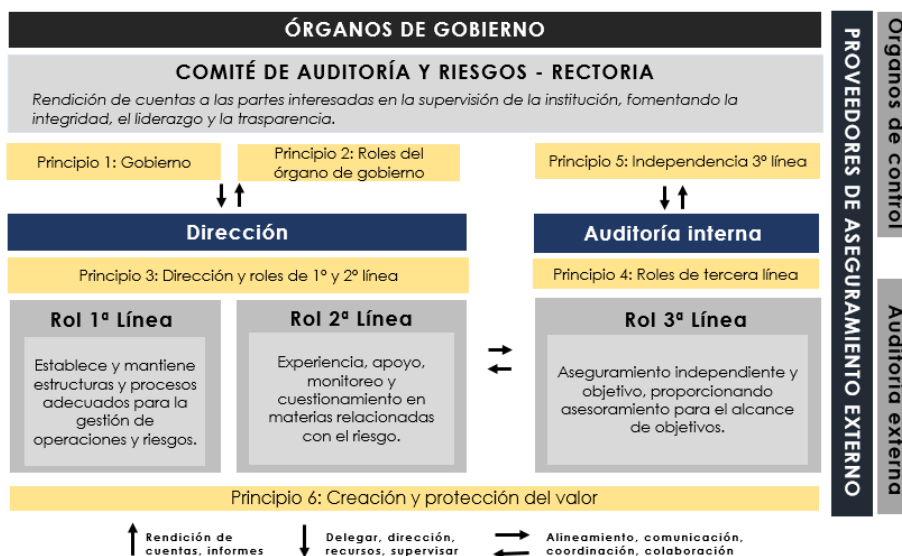 ÓRGANOS DE GOBIERNO
COMITÉ DE AUDITORÍA Y RIESGOS - RECTORIA
Rendición de cuentas a las partes interesadas en la supervisión de la institución, fomentando la
integridad, el liderazgo y la trasparencia.
Principio 1: Gobierno
Principio 2: Roles del
órgano de gobierno
Principio 5: Independencia 3º línea
Dirección
Auditoría interna
Principio 3: Dirección y roles de 1º y 2º línea
Principio 4: Roles de tercera línea
Rol 1ª Línea
Establece y mantiene
estructuras y procesos
adecuados para la
gestión de
operaciones y riesgos.
Rol 2ª Línea
Experiencia, apoyo,
monitoreo y
cuestionamiento en
materias relacionadas
con el riesgo.
Rol 3ª Línea
Aseguramiento independiente y
objetivo, proporcionando
asesoramiento para el alcance
de objetivos.
Principio 6: Creación y protección del valor
Rendición de
cuentas, informes
Delegar, dirección,
recursos, supervisar
Alineamiento, comunicación,
coordinación, colaboración
PROVEEDORES DE ASEGURAMIENTO EXTERNO
Organos de control
Auditoria externa